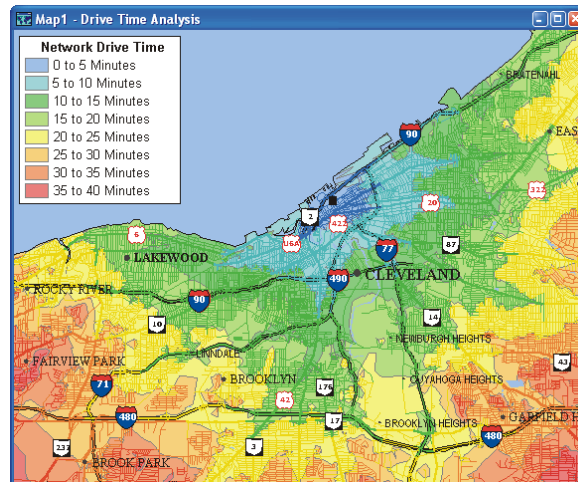 Map1 - Drive Time Analysis
Network Drive Time
0 to 5 Minutes
5 to 10 Minutes
10 to 15 Minutes
15 to 20 Minutes
20 to 25 Minutes
25 to 30 Minutes
30 to 35 Minutes
35 to 40 Minutes
BRATENAHL
90
EAS
322
20
2
422
6
USA
87
77
LAKEWOOD
CLEVELAND
490
ROCKY RIVER
90
10
14
NEWBURGH HEIGHTS
LINNDALE
FAIRVIEW PARK
43
71
BROOKLYN
CUYAHOGA HEIGHTS
176
42
480
17
BROOKLYN HEIGHTS
GARFIELD H
480
3
BROOK PARK